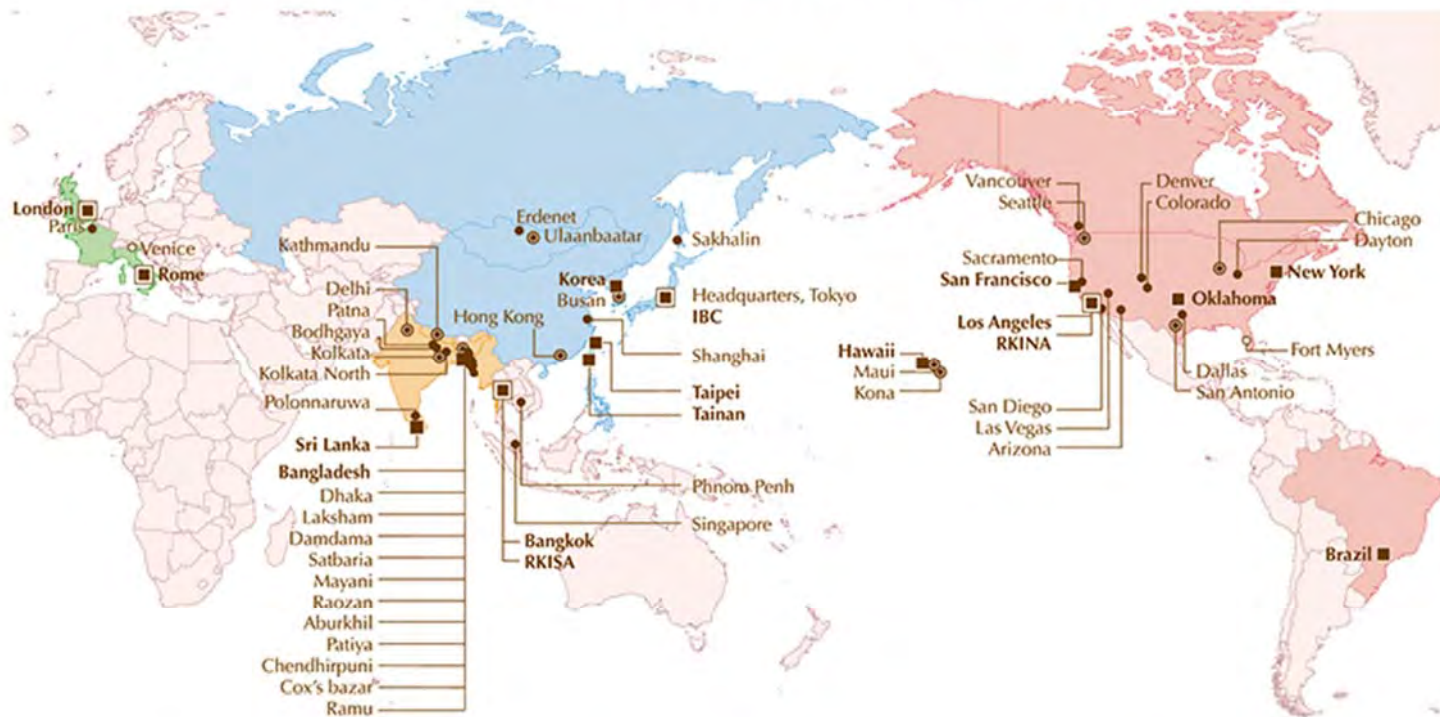 London
Paris
Venice
Rome
Erdenet
Ulaanbaatar
Sakhalin
Kathmandu
Delhi
Patna
Bodhgaya
Kolkata
Kolkata North
Polonnaruwa
Sri Lanka
Bangladesh
Dhaka
Laksham
Damdama
Satbaria
Mayani
Raozan
Aburkhil
Patiya
Chendhirpuni
Cox's bazar
Ramu
Korea
Busan
Hong Kong
Headquarters, Tokyo
IBC
Shanghai
Taipei
Tainan
Phnom Penh
Singapore
Bangkok
RKISA
Hawaii
Maui
Kona
Vancouver
Seattle
Sacramento
San Francisco
Los Angeles
RKINA
San Diego
Las Vegas
Arizona
Denver
Colorado
Chicago
Dayton
New York
Oklahoma
Fort Myers
Dallas
San Antonio
Brazil